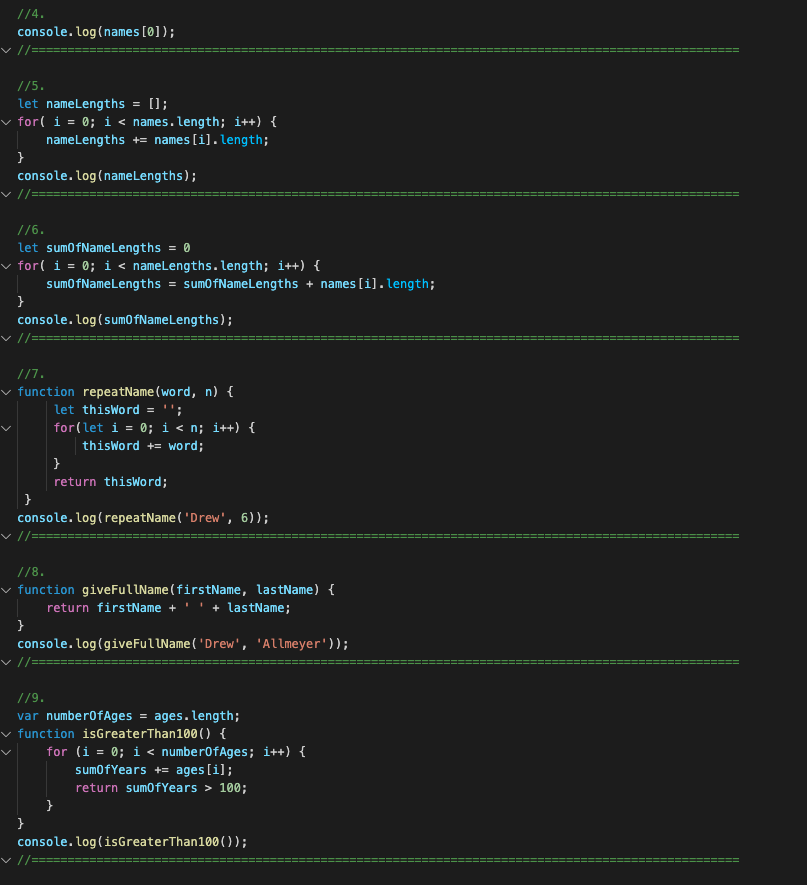 //4.
console.log(names[0]);
//==================================================================================================
//5.
let nameLengths = [];
for( i = 0; i < names.length; i++) {
    nameLengths += names[i].length;
}
console.log(nameLengths);
//==================================================================================================
//6.
let sumOfNameLengths = 0
for( i = 0; i < nameLengths.length; i++) {
    sumOfNameLengths = sumOfNameLengths + names[i].length;
}
console.log(sumOfNameLengths);
//==================================================================================================
//7.
function repeatName(word, n) {
     let thisWord = '';
     for(let i = 0; i < n; i++) {
         thisWord += word;
     }
     return thisWord;
 }
console.log(repeatName('Drew', 6));
//==================================================================================================
//8.
function giveFullName(firstName, lastName) {
    return firstName + ' ' + lastName;
}
console.log(giveFullName('Drew', 'Allmeyer'));
//==================================================================================================
//9.
var numberOfAges = ages.length;
function isGreaterThan100() {
    for (i = 0; i < numberOfAges; i++) {
        sumOfYears += ages[i];
        return sumOfYears > 100;
    }
}
console.log(isGreaterThan100());
//==================================================================================================